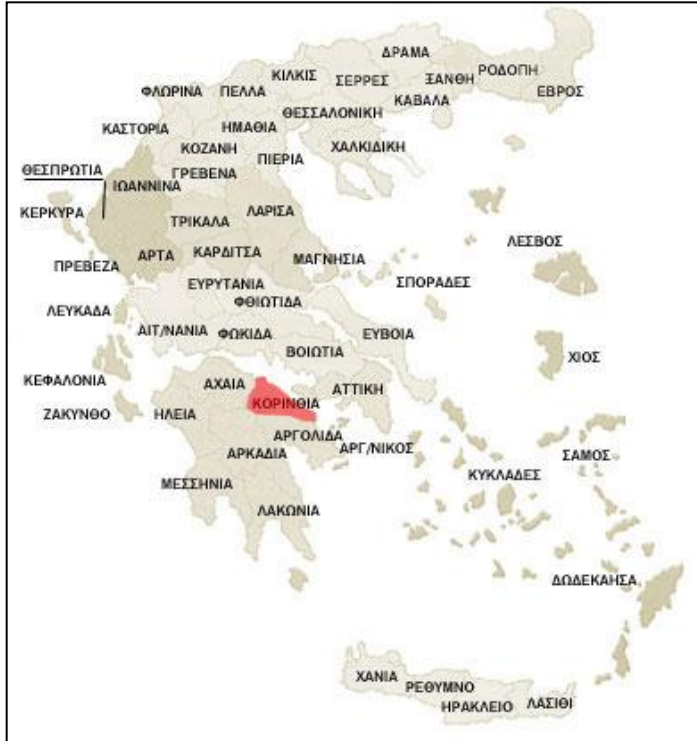 ΔΡΑΜΑ
ΚΙΛΚΙΣ
ΣΕΡΡΕΣ
ΞΑΝΘΗ
ΡΟΔΟΠΗ
ΦΛΩΡΙΝΑ
ΠΕΛΛΑ
ΕΒΡΟΣ
ΚΑΒΑΛΑ
ΘΕΣΣΑΛΟΝΙΚΗ
ΚΑΣΤΟΡΙΑ
ΗΜΑΘΙΑ
ΚΟΖΑΝΗ
ΠΙΕΡΙΑ
ΧΑΛΚΙΔΙΚΗ
ΘΕΣΠΡΩΤΙΑ
ΓΡΕΒΕΝΑ
ΙΩΑΝΝΙΝΑ
ΚΕΡΚΥΡΑ
ΤΡΙΚΑΛΑ
ΛΑΡΙΣΑ
ΛΕΣΒΟΣ
ΠΡΕΒΕΖΑ
ΑΡΤΑ
ΚΑΡΔΙΤΣΑ
ΜΑΓΝΗΣΙΑ
ΣΠΟΡΑΔΕΣ
ΕΥΡΥΤΑΝΙΑ
ΦΘΙΩΤΙΔΑ
ΛΕΥΚΑΔΑ
ΑΙΤ/ΝΑΝΙΑ
ΦΩΚΙΔΑ
ΕΥΒΟΙΑ
ΒΟΙΩΤΙΑ
ΧΙΟΣ
ΚΕΦΑΛΟΝΙΑ
ΑΧΑΙΑ
ΑΤΤΙΚΗ
ΚΟΡΙΝΘΙΑ
ΖΑΚΥΝΘΟ
ΗΛΕΙΑ
ΑΡΓΟΛΙΔΑ
ΑΡΓ/ΝΙΚΟΣ
ΑΡΚΑΔΙΑ
ΣΑΜΟΣ
ΚΥΚΛΑΔΕΣ
ΜΕΣΣΗΝΙΑ
ΛΑΚΩΝΙΑ
ΔΩΔΕΚΑΗΣΑ
ΧΑΝΙΑ
ΡΕΘΥΜΝΟ
ΗΡΑΚΛΕΙΟ
ΛΑΣΙΘΙ